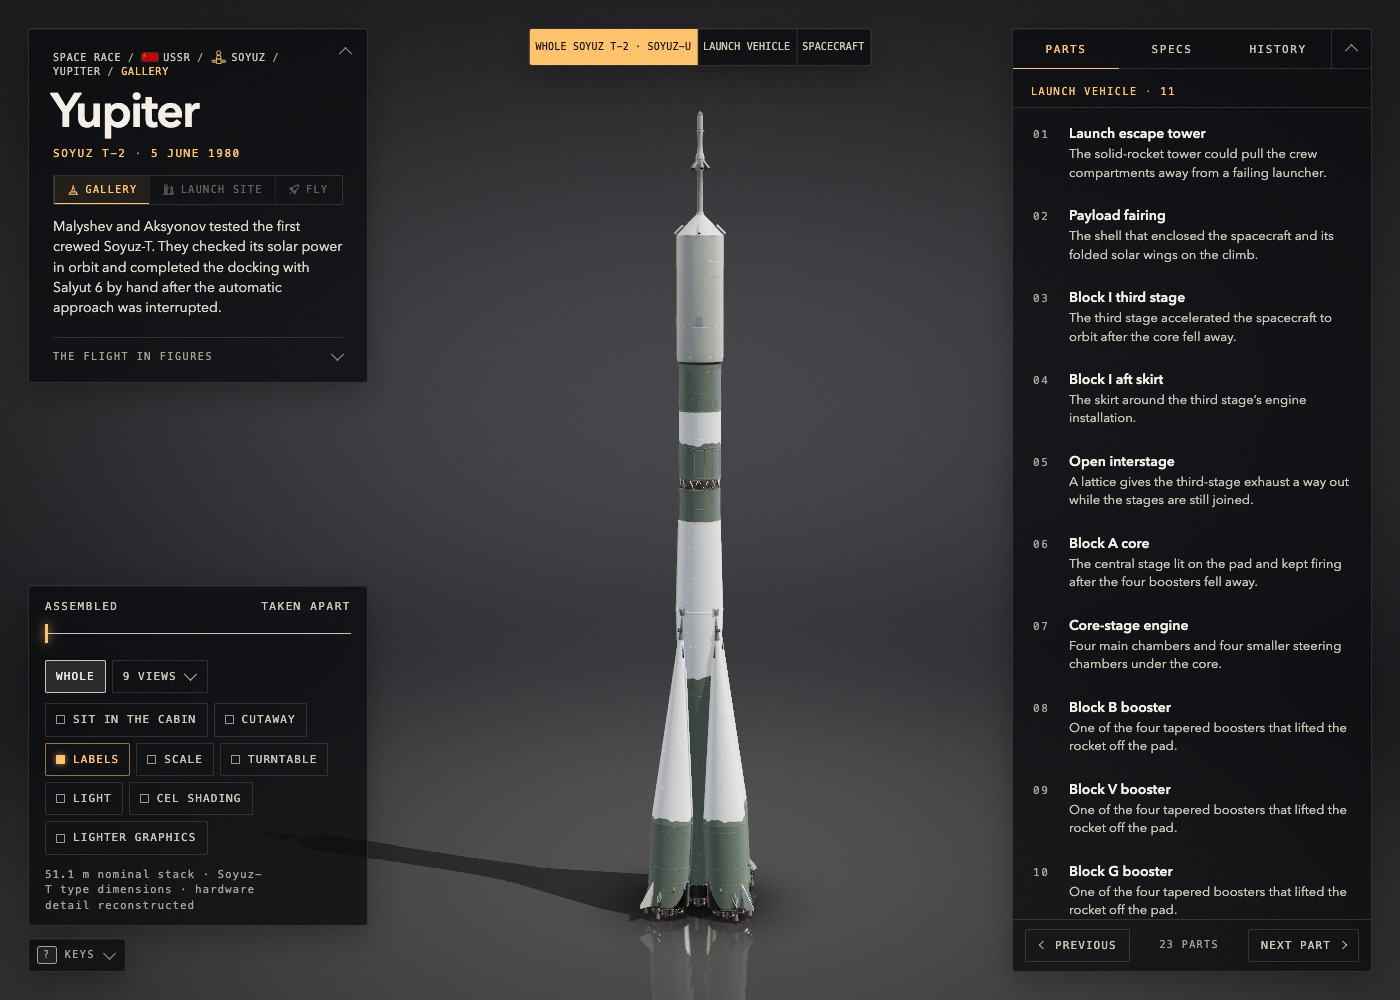 SPACE RACE / USSR / SOYUZ /
YUPITER / GALLERY
Yupiter
SOYUZ T–2 · 5 JUNE 1980
GALLERY
LAUNCH SITE
FLY
Malyshev and Aksyonov tested the first
crewed Soyuz-T. They checked its solar power
in orbit and completed the docking with
Salyut 6 by hand after the automatic
approach was interrupted.
THE FLIGHT IN FIGURES
WHOLE SOYUZ T–2 · SOYUZ–U
LAUNCH VEHICLE
SPACECRAFT
ASSEMBLED
TAKEN APART
WHOLE
9 VIEWS
SIT IN THE CABIN
CUTAWAY
LABELS
SCALE
TURNTABLE
LIGHT
CEL SHADING
LIGHTER GRAPHICS
51.1 m nominal stack · Soyuz–
T type dimensions · hardware
detail reconstructed
? KEYS
PARTS
SPECS
HISTORY
LAUNCH VEHICLE · 11
01 Launch escape tower
The solid-rocket tower could pull the crew
compartments away from a failing launcher.
02 Payload fairing
The shell that enclosed the spacecraft and its
folded solar wings on the climb.
03 Block I third stage
The third stage accelerated the spacecraft to
orbit after the core fell away.
04 Block I aft skirt
The skirt around the third stage’s engine
installation.
05 Open interstage
A lattice gives the third-stage exhaust a way out
while the stages are still joined.
06 Block A core
The central stage lit on the pad and kept firing
after the four boosters fell away.
07 Core-stage engine
Four main chambers and four smaller steering
chambers under the core.
08 Block B booster
One of the four tapered boosters that lifted the
rocket off the pad.
09 Block V booster
One of the four tapered boosters that lifted the
rocket off the pad.
10 Block G booster
One of the four tapered boosters that lifted the
rocket off the pad.
PREVIOUS
23 PARTS
NEXT PART